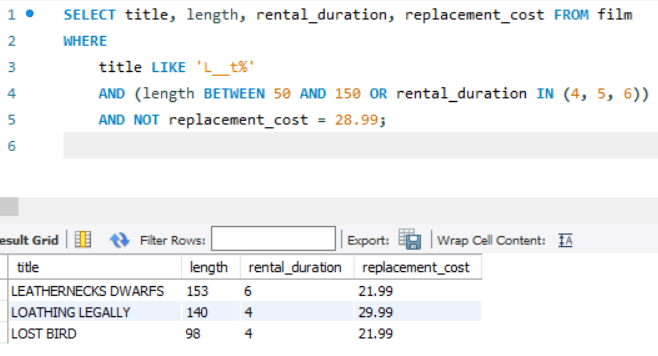 1 SELECT title, length, rental_duration, replacement_cost FROM film
2 WHERE
3 title LIKE 'L__t%'
4 AND (length BETWEEN 50 AND 150 OR rental_duration IN (4, 5, 6))
5 AND NOT replacement_cost = 28.99;
6
esult Grid Filter Rows: Export: Wrap Cell Content: IA
title length rental_duration replacement_cost
LEATHERNECKS DWARFS 153 6 21.99
LOATHING LEGALLY 140 4 29.99
LOST BIRD 98 4 21.99